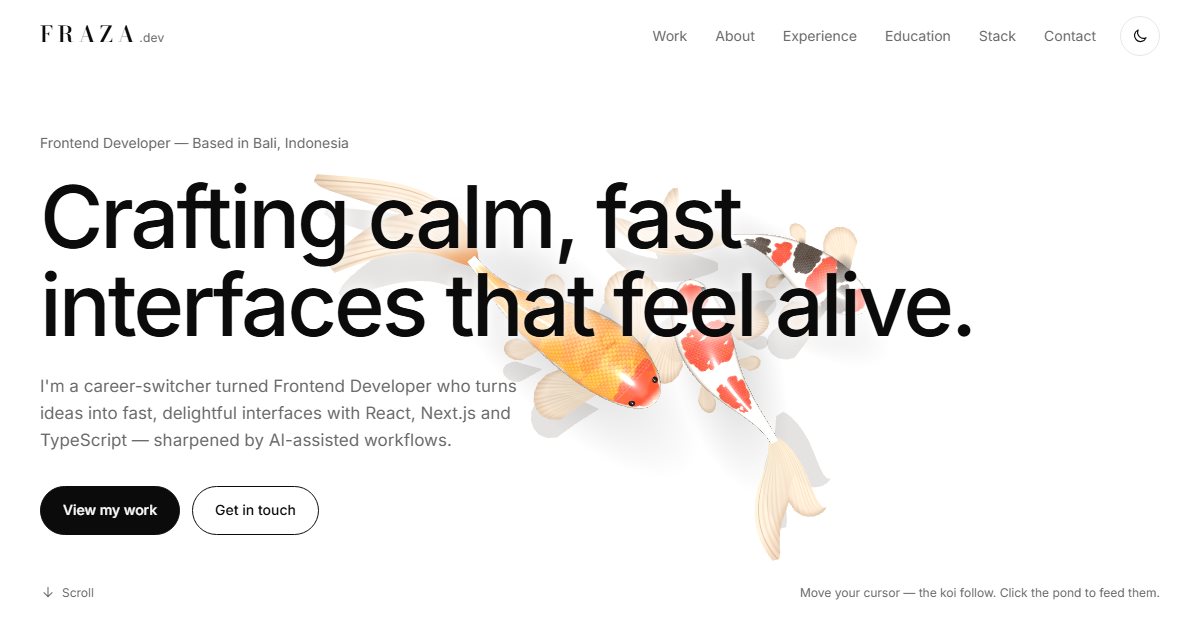 FRAZA.dev
Work About Experience Education Stack Contact
Frontend Developer — Based in Bali, Indonesia
Crafting calm, fast
interfaces that feel alive.
I'm a career-switcher turned Frontend Developer who turns
ideas into fast, delightful interfaces with React, Next.js and
TypeScript — sharpened by AI-assisted workflows.
View my work Get in touch
Scroll
Move your cursor — the koi follow. Click the pond to feed them.